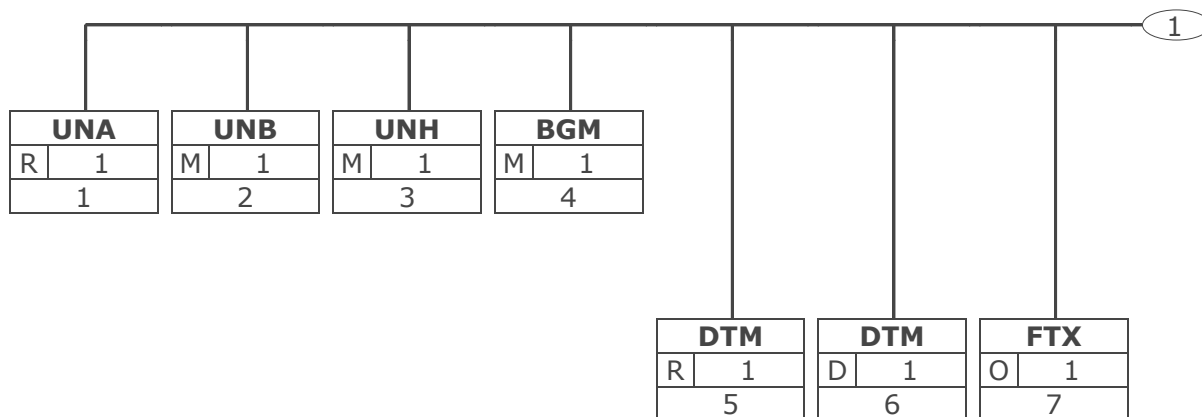 1
UNA UNB UNH BGM
R 1 M 1 M 1 M 1
1 2 3 4
DTM DTM FTX
R 1 D 1 O 1
5 6 7